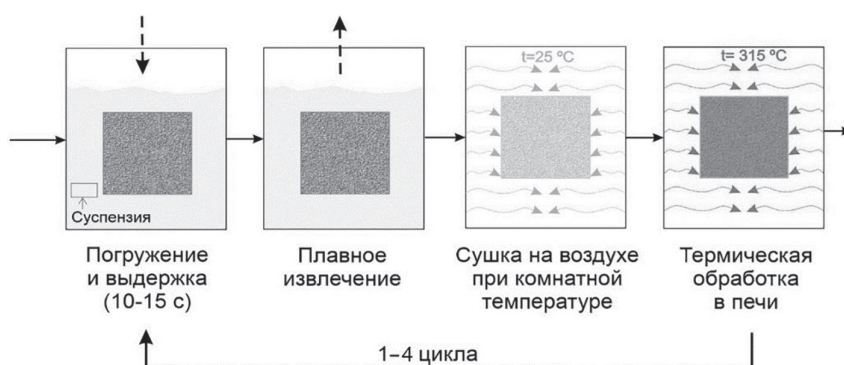 t=25 ºC
t= 315 ºC
Суспензия
Погружение
и выдержка
(10-15 с)
Плавное
извлечение
Сушка на воздухе
при комнатной
температуре
Термическая
обработка
в печи
1–4 цикла